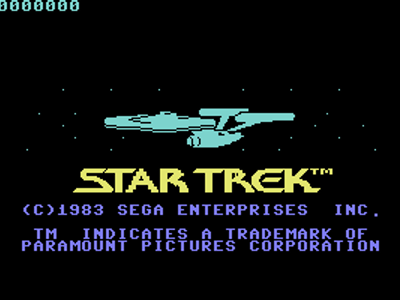 0000000
STAR TREK™
(C)1983 SEGA ENTERPRISES INC.
TM INDICATES A TRADEMARK OF
PARAMOUNT PICTURES CORPORATION